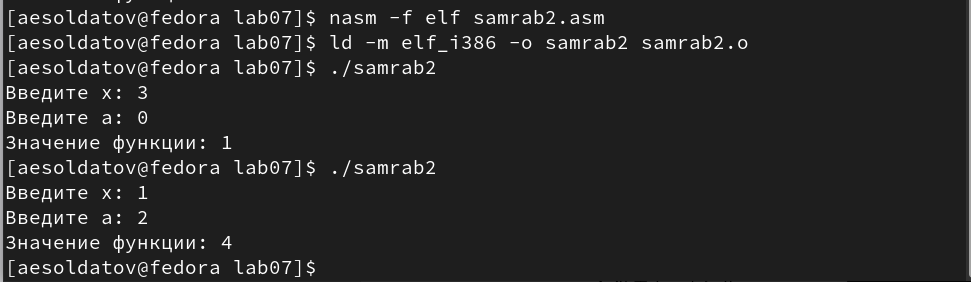 [aesoldatov@fedora lab07]$ nasm -f elf samrab2.asm
[aesoldatov@fedora lab07]$ ld -m elf_i386 -o samrab2 samrab2.o
[aesoldatov@fedora lab07]$ ./samrab2
Введите x: 3
Введите a: 0
Значение функции: 1
[aesoldatov@fedora lab07]$ ./samrab2
Введите x: 1
Введите a: 2
Значение функции: 4
[aesoldatov@fedora lab07]$